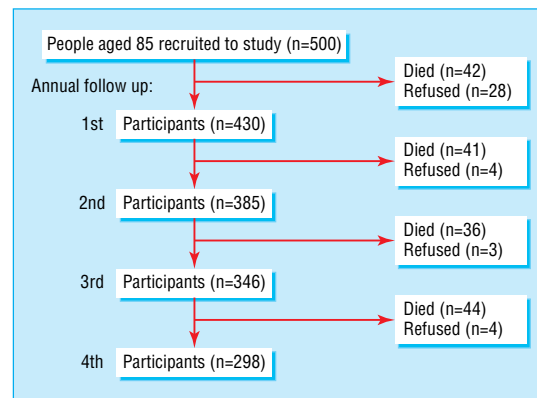 People aged 85 recruited to study (n=500)
Died (n=42)
Refused (n=28)
Annual follow up:
1st Participants (n=430)
Died (n=41)
Refused (n=4)
2nd Participants (n=385)
Died (n=36)
Refused (n=3)
3rd Participants (n=346)
Died (n=44)
Refused (n=4)
4th Participants (n=298)